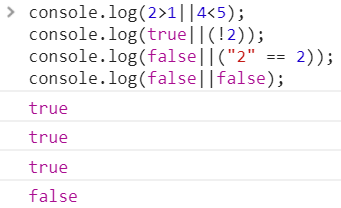 > console.log(2>1||4<5);
console.log(true||(!2));
console.log(false||("2" == 2));
console.log(false||false);
true
true
true
false